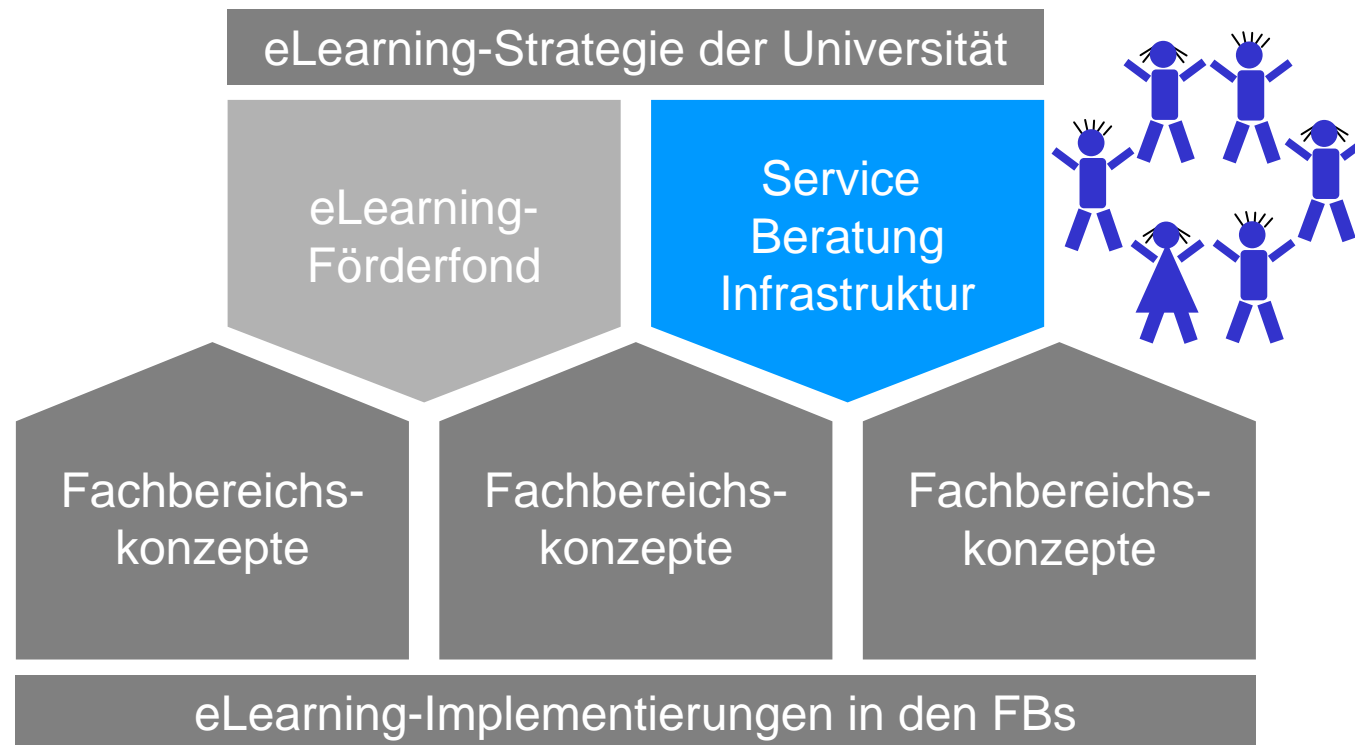 eLearning-Strategie der Universität
eLearning-
Förderfond
Service
Beratung
Infrastruktur
Fachbereichs-
konzepte
Fachbereichs-
konzepte
Fachbereichs-
konzepte
eLearning-Implementierungen in den FBs